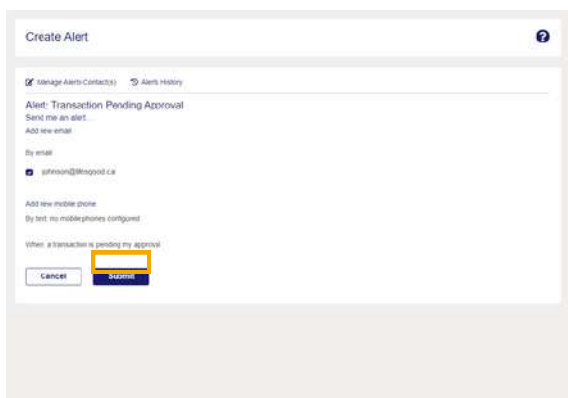 Create Alert
?
Manage Alerts Contact(s) Alerts History
Alert: Transaction Pending Approval
Send me an alert...
Add new email
By email
Add new mobile phone
By text: no mobile phones configured
When: a transaction is pending my approval
Cancel Submit